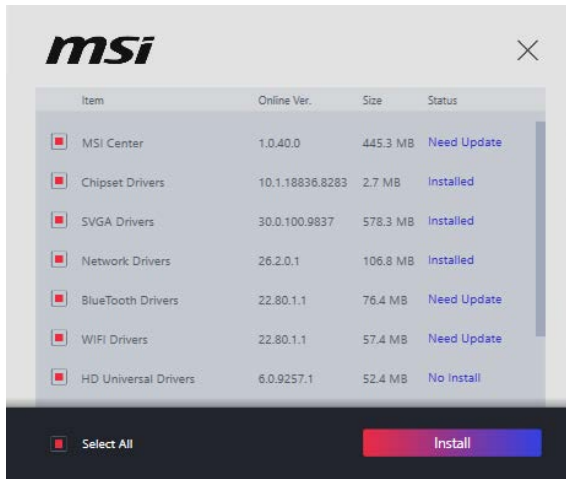 msi
Item Online Ver. Size Status
MSI Center 1.0.40.0 445.3 MB Need Update
Chipset Drivers 10.1.18836.8283 2.7 MB Installed
SVGA Drivers 30.0.100.9837 578.3 MB Installed
Network Drivers 26.2.0.1 106.8 MB Installed
BlueTooth Drivers 22.80.1.1 76.4 MB Need Update
WIFI Drivers 22.80.1.1 57.4 MB Need Update
HD Universal Drivers 6.0.9257.1 52.4 MB No Install
Select All Install